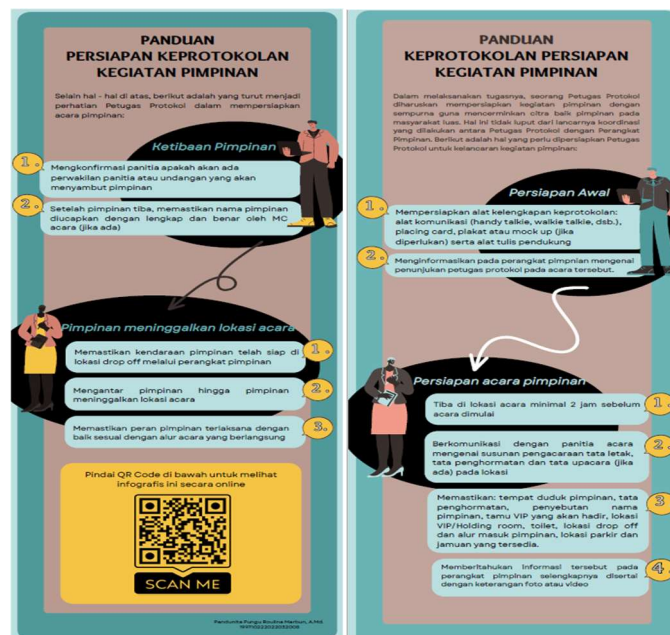 PANDUAN
PERSIAPAN KEPROTOKOLAN
KEGIATAN PIMPINAN
Selain hal - hal di atas, berikut adalah yang turut menjadi
perhatian Petugas Protokol dalam mempersiapkan
acara pimpinan:
Ketibaan Pimpinan
1. Mengkonfirmasi panitia apakah akan ada
perwakilan panitia atau undangan yang akan
menyambut pimpinan
2. Setelah pimpinan tiba, memastikan nama pimpinan
diucapkan dengan lengkap dan benar oleh MC
acara (jika ada)
Pimpinan meninggalkan lokasi acara
Memastikan kendaraan pimpinan telah siap di 1.
lokasi drop off melalui perangkat pimpinan
Mengantar pimpinan hingga pimpinan 2.
meninggalkan lokasi acara
Memastikan peran pimpinan terlaksana dengan 3.
baik sesuai dengan alur acara yang berlangsung
Pindai QR Code di bawah untuk melihat
infografis ini secara online
SCAN ME
PANDUAN
KEPROTOKOLAN PERSIAPAN
KEGIATAN PIMPINAN
Dalam melaksanakan tugasnya, seorang Petugas Protokol
diharuskan mempersiapkan kegiatan pimpinan dengan
sempurna guna mencerminkan citra baik pimpinan pada
masyarakat luas. Hal ini tidak luput dari lancarnya koordinasi
yang dilakukan antara Petugas Protokol dengan Perangkat
Pimpinan. Berikut adalah hal yang perlu dipersiapkan Petugas
Protokol untuk kelancaran kegiatan pimpinan:
Persiapan Awal
1. Mempersiapkan alat kelengkapan keprotokolan:
alat komunikasi (handy talkie, walkie talkie, dsb.),
placing card, plakat atau mock up (jika
diperlukan) serta alat tulis pendukung
2. Menginformasikan pada perangkat pimpnian mengenai
penunjukan petugas protokol pada acara tersebut.
Persiapan acara pimpinan
Tiba di lokasi acara minimal 2 jam sebelum 1.
acara dimulai
Berkomunikasi dengan panitia acara 2.
mengenai susunan pengacaraan tata letak,
tata penghormatan dan tata upacara (jika
ada) pada lokasi
Memastikan: tempat duduk pimpinan, tata 3
penghormatan, penyebutan nama
pimpinan, tamu VIP yang akan hadir, lokasi
VIP/Holding room, toilet, lokasi drop off
dan alur masuk pimpinan, lokasi parkir dan
jamuan yang tersedia.
Memberitahukan informasi tersebut pada 4.
perangkat pimpinan selengkapnya disertai
dengan keterangan foto atau video